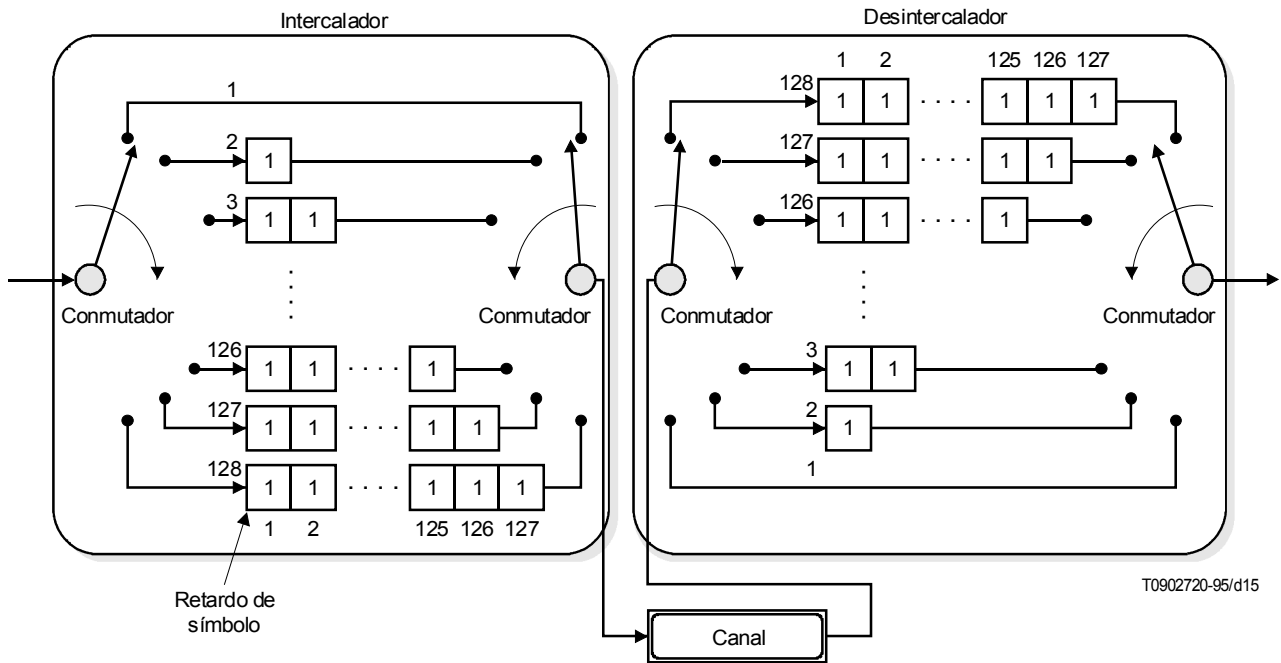 Intercalador
1
2
1
3
1 1
Conmutador
Conmutador
126
1 1 . . . . 1
127
1 1 . . . . 1 1
128
1 1 . . . . 1 1 1
1 2 125 126 127
Retardo de
símbolo
Desintercalador
1 2 125 126 127
128
1 1 . . . . 1 1 1
127
1 1 . . . . 1 1
126
1 1 . . . . 1
Conmutador
Conmutador
3
1 1
2
1
1
Canal
T0902720-95/d15